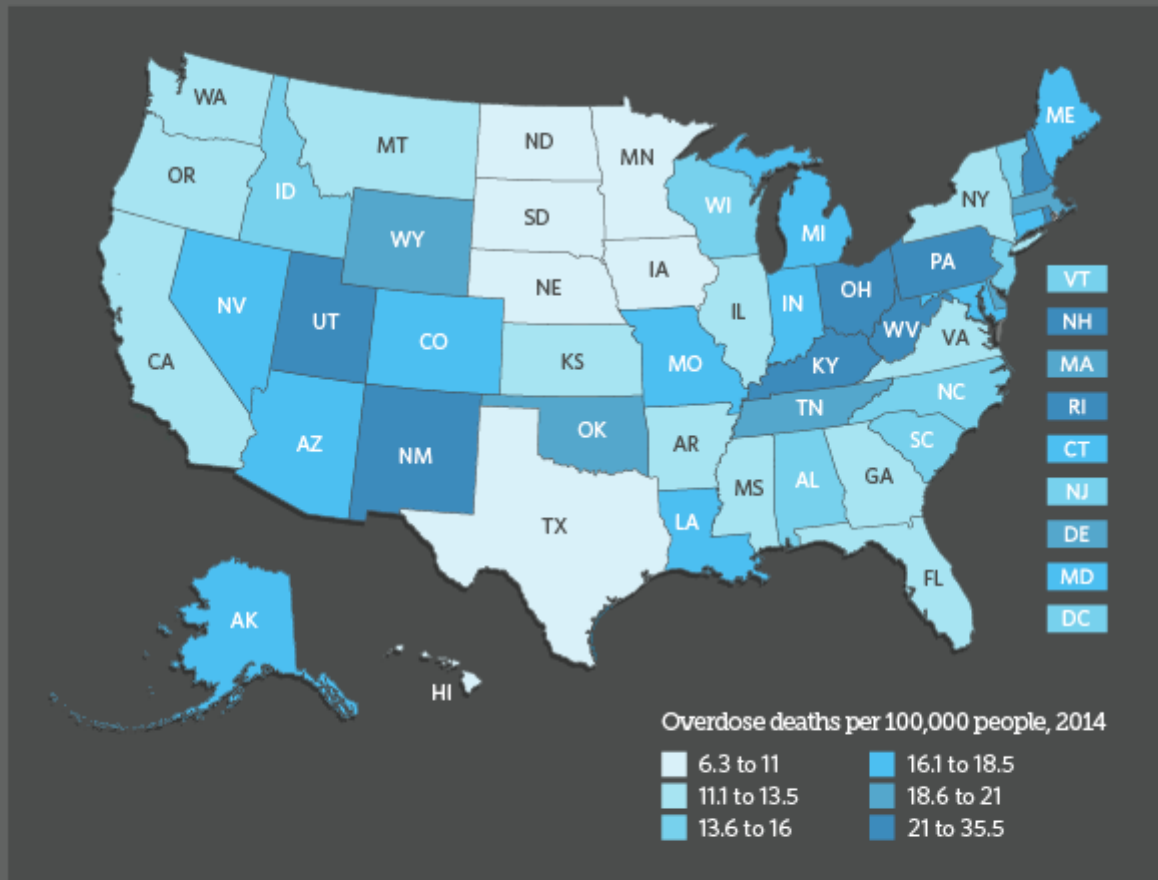 ME
WA
ND
MT
MN
OR
ID
NY
WI
SD
MI
WY
PA
IA
VT
NE
OH
NV
IN
IL
UT
NH
WV
CO
VA
CA
KS
MO
KY
MA
NC
TN
RI
OK
AZ
SC
AR
CT
NM
GA
MS
AL
NJ
LA
TX
DE
FL
MD
AK
DC
HI
Overdose deaths per 100,000 people, 2014
6.3 to 11
16.1 to 18.5
11.1 to 13.5
18.6 to 21
13.6 to 16
21 to 35.5